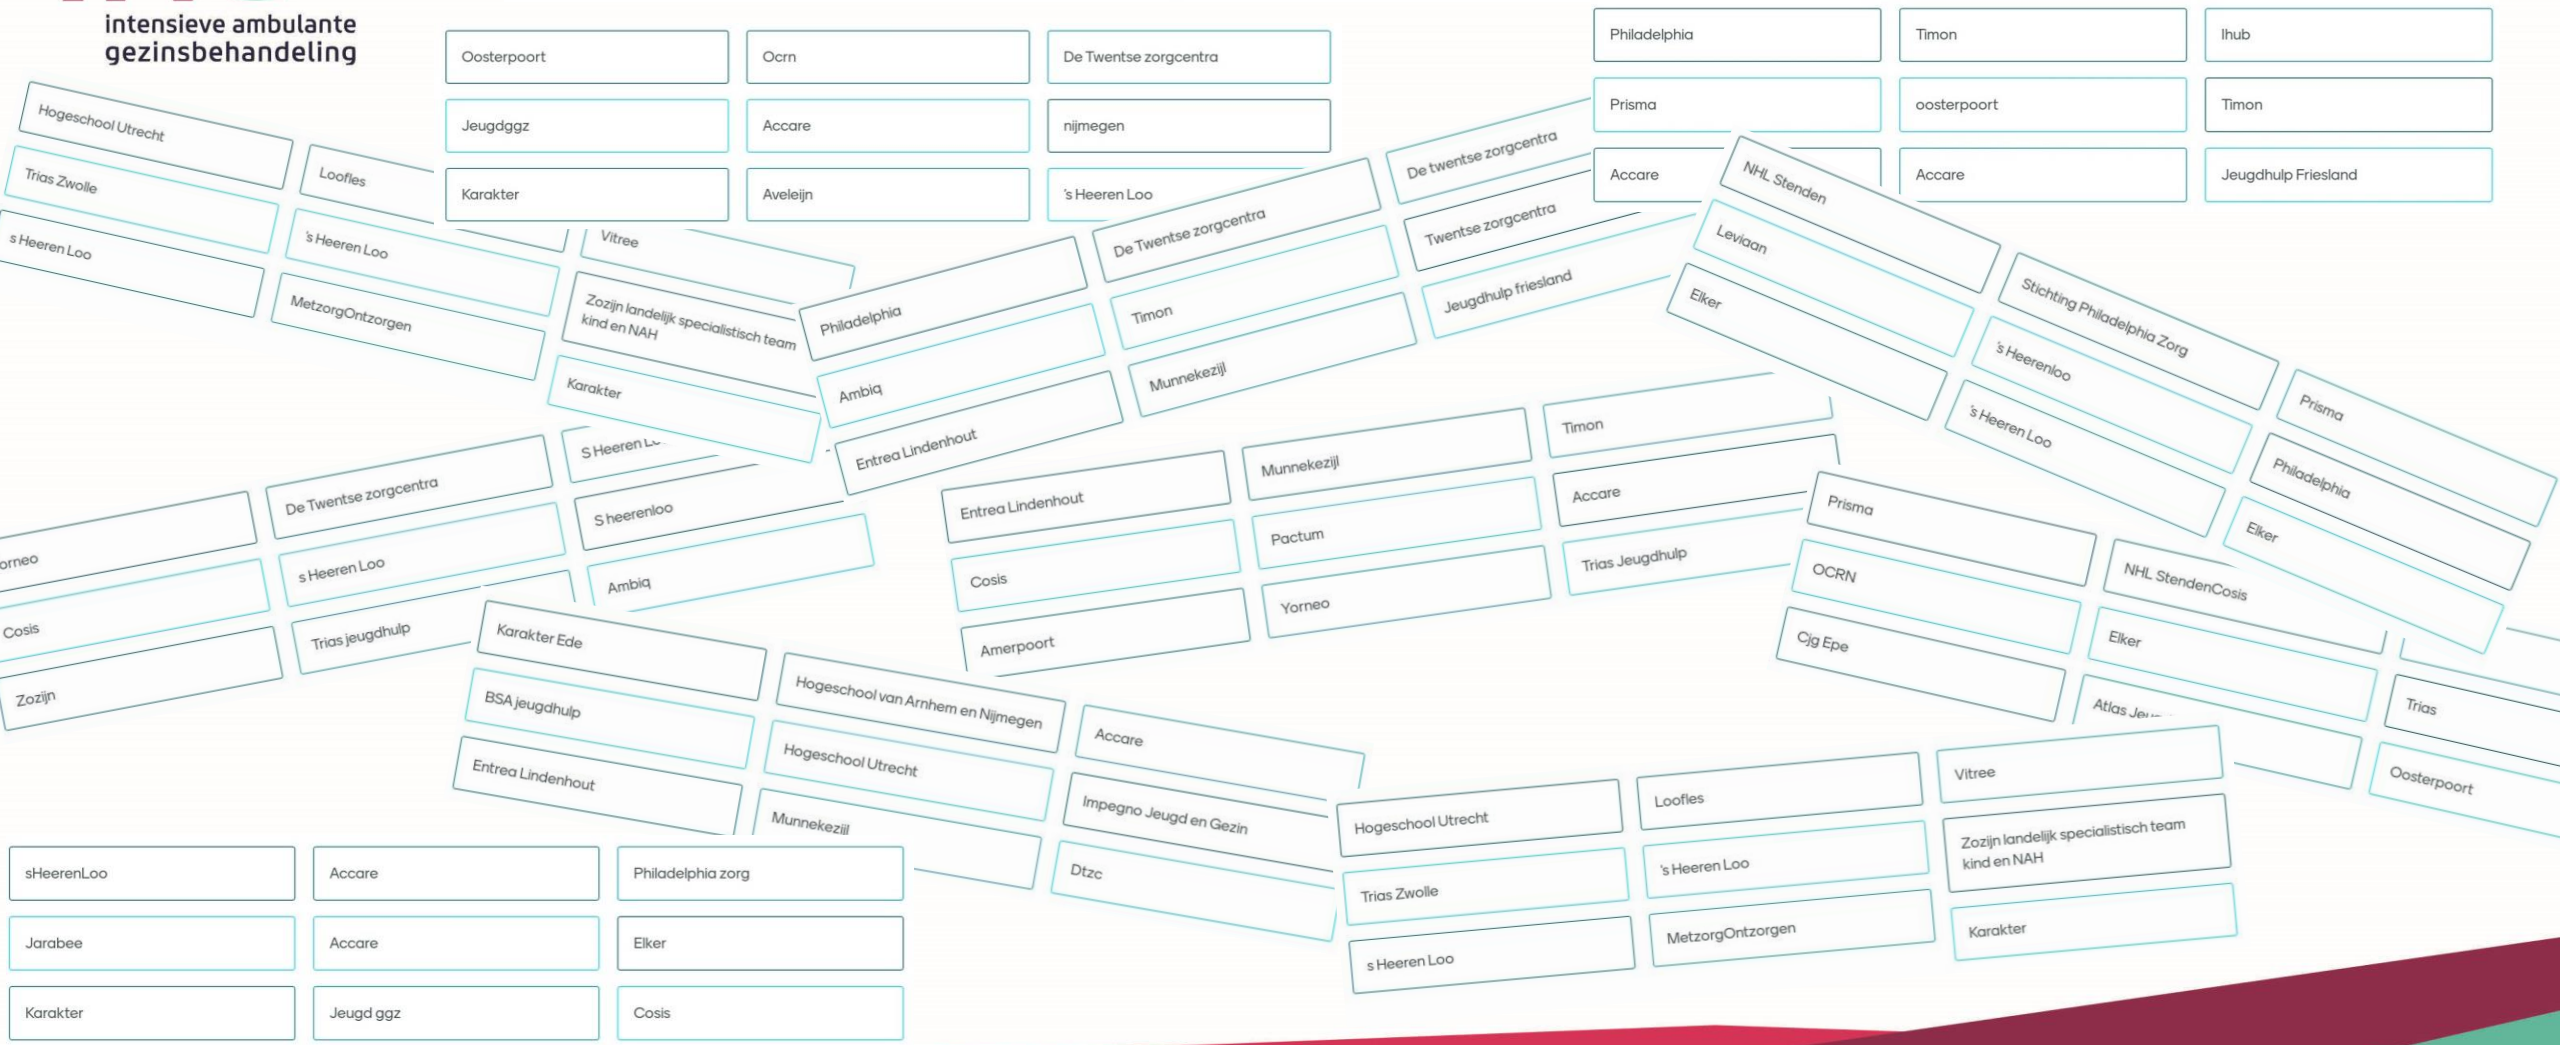 intensieve ambulante
gezinsbehandeling
Oosterpoort
Ocrn
De Twentse zorgcentra
Jeugdggz
Accare
nijmegen
Karakter
Aveleijn
's Heeren Loo
Philadelphia
Timon
Ihub
Prisma
oosterpoort
Timon
Accare
Accare
Jeugdhulp Friesland
Hogeschool Utrecht
Loofles
Vitree
Trias Zwolle
's Heeren Loo
Zozijn landelijk specialistisch team
kind en NAH
s Heeren Loo
MetzorgOntzorgen
Karakter
Philadelphia
De Twentse zorgcentra
De twentse zorgcentra
Ambiq
Timon
Twentse zorgcentra
Entrea Lindenhout
Munnekezijl
Jeugdhulp friesland
NHL Stenden
Stichting Philadelphia Zorg
Prisma
Leviaan
's Heerenloo
Philadelphia
Elker
's Heeren Loo
Elker
orneo
De Twentse zorgcentra
S Heeren
Cosis
s Heeren Loo
S heerenloo
Zozijn
Trias jeugdhulp
Ambiq
Entrea Lindenhout
Munnekezijl
Timon
Cosis
Pactum
Accare
Amerpoort
Yorneo
Trias Jeugdhulp
Prisma
NHL StendenCosis
OCRN
Elker
Trias
Cjg Epe
Atlas
Oosterpoort
Karakter Ede
Hogeschool van Arnhem en Nijmegen
Accare
BSA jeugdhulp
Hogeschool Utrecht
Impegno Jeugd en Gezin
Entrea Lindenhout
Munnekezijl
Dtzc
Hogeschool Utrecht
Loofles
Vitree
Trias Zwolle
's Heeren Loo
Zozijn landelijk specialistisch team
kind en NAH
s Heeren Loo
MetzorgOntzorgen
Karakter
sHeerenLoo
Accare
Philadelphia zorg
Jarabee
Accare
Elker
Karakter
Jeugd ggz
Cosis